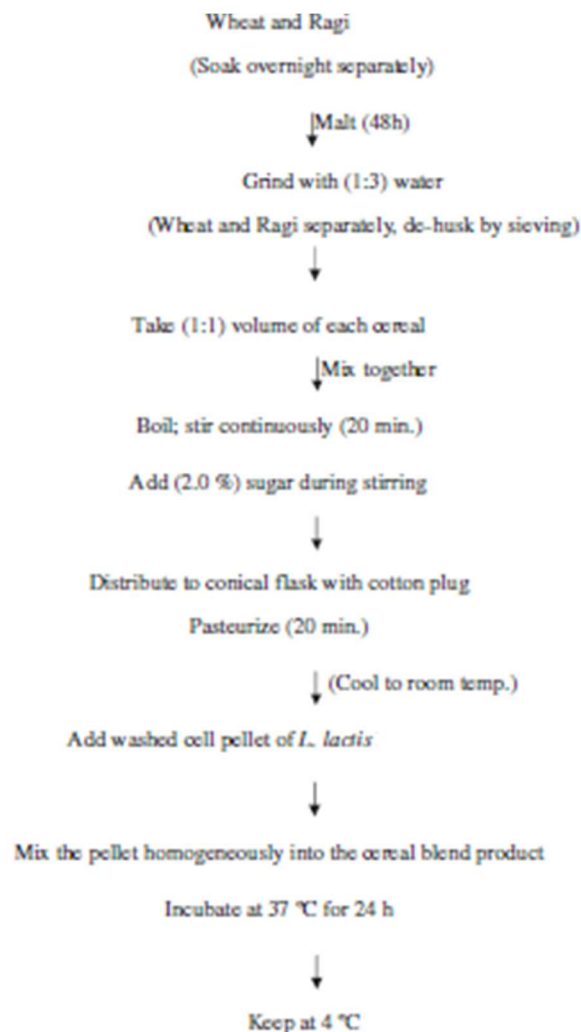 Wheat and Ragi
(Soak overnight separately)
Malt (48h)
Grind with (1:3) water
(Wheat and Ragi separately, de-husk by sieving)
Take (1:1) volume of each cereal
Mix together
Boil; stir continuously (20 min.)
Add (2.0 %) sugar during stirring
Distribute to conical flask with cotton plug
Pasteurize (20 min.)
(Cool to room temp.)
Add washed cell pellet of L. lactis
Mix the pellet homogeneously into the cereal blend product
Incubate at 37 °C for 24 h
Keep at 4 °C